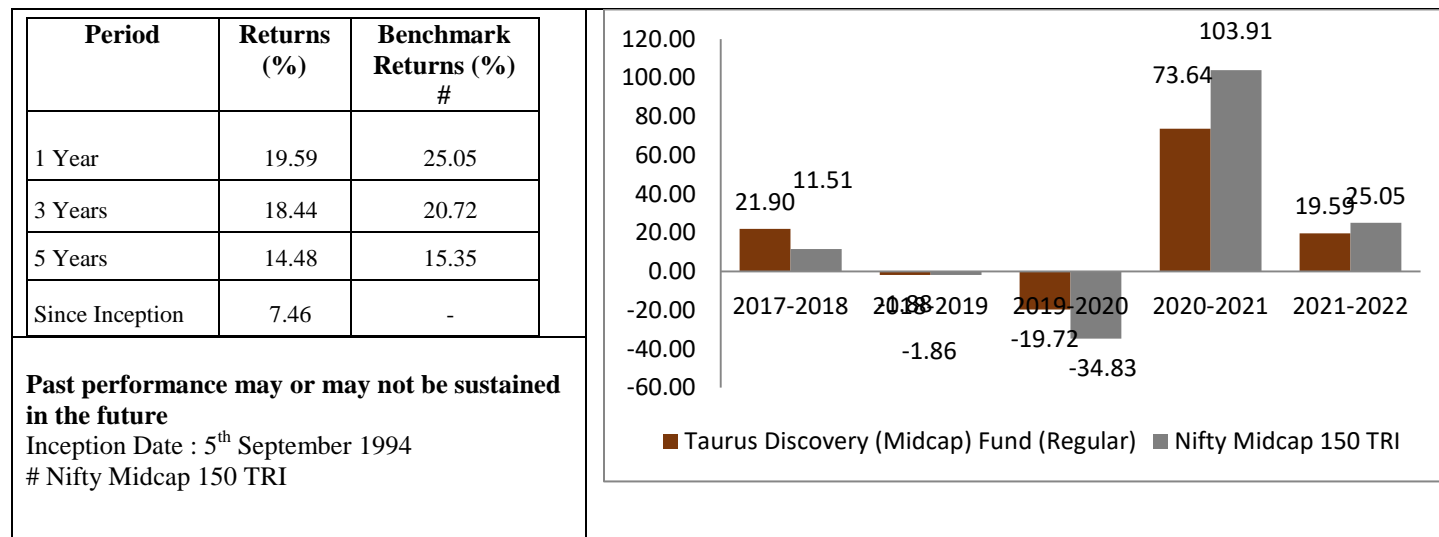 Period Returns (%) Benchmark Returns (%) #
1 Year 19.59 25.05
3 Years 18.44 20.72
5 Years 14.48 15.35
Since Inception 7.46 -
Past performance may or may not be sustained
in the future
Inception Date : 5th September 1994
# Nifty Midcap 150 TRI
120.00
100.00
80.00
60.00
40.00
20.00
0.00
-20.00
-40.00
-60.00
21.90 11.51
-1.86
-19.72 -34.83
73.64 103.91
19.59 25.05
2017-2018 2018-2019 2019-2020 2020-2021 2021-2022
Taurus Discovery (Midcap) Fund (Regular) Nifty Midcap 150 TRI